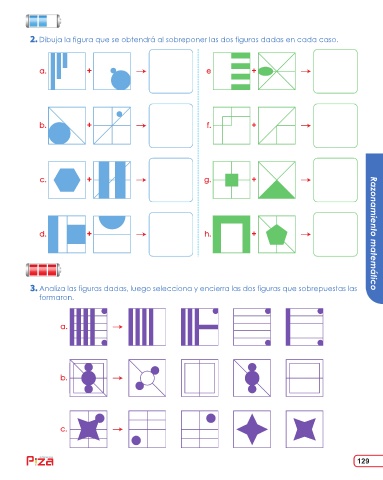 2. Dibuja la figura que se obtendrá al sobreponer las dos figuras dadas en cada caso.
a. +
e +
b. +
f. +
c. +
g. +
d. +
h. +
Razonamiento matemático
3. Analiza las figuras dadas, luego selecciona y encierra las dos figuras que sobrepuestas las
formaron.
a.
b.
c.
Piza
129